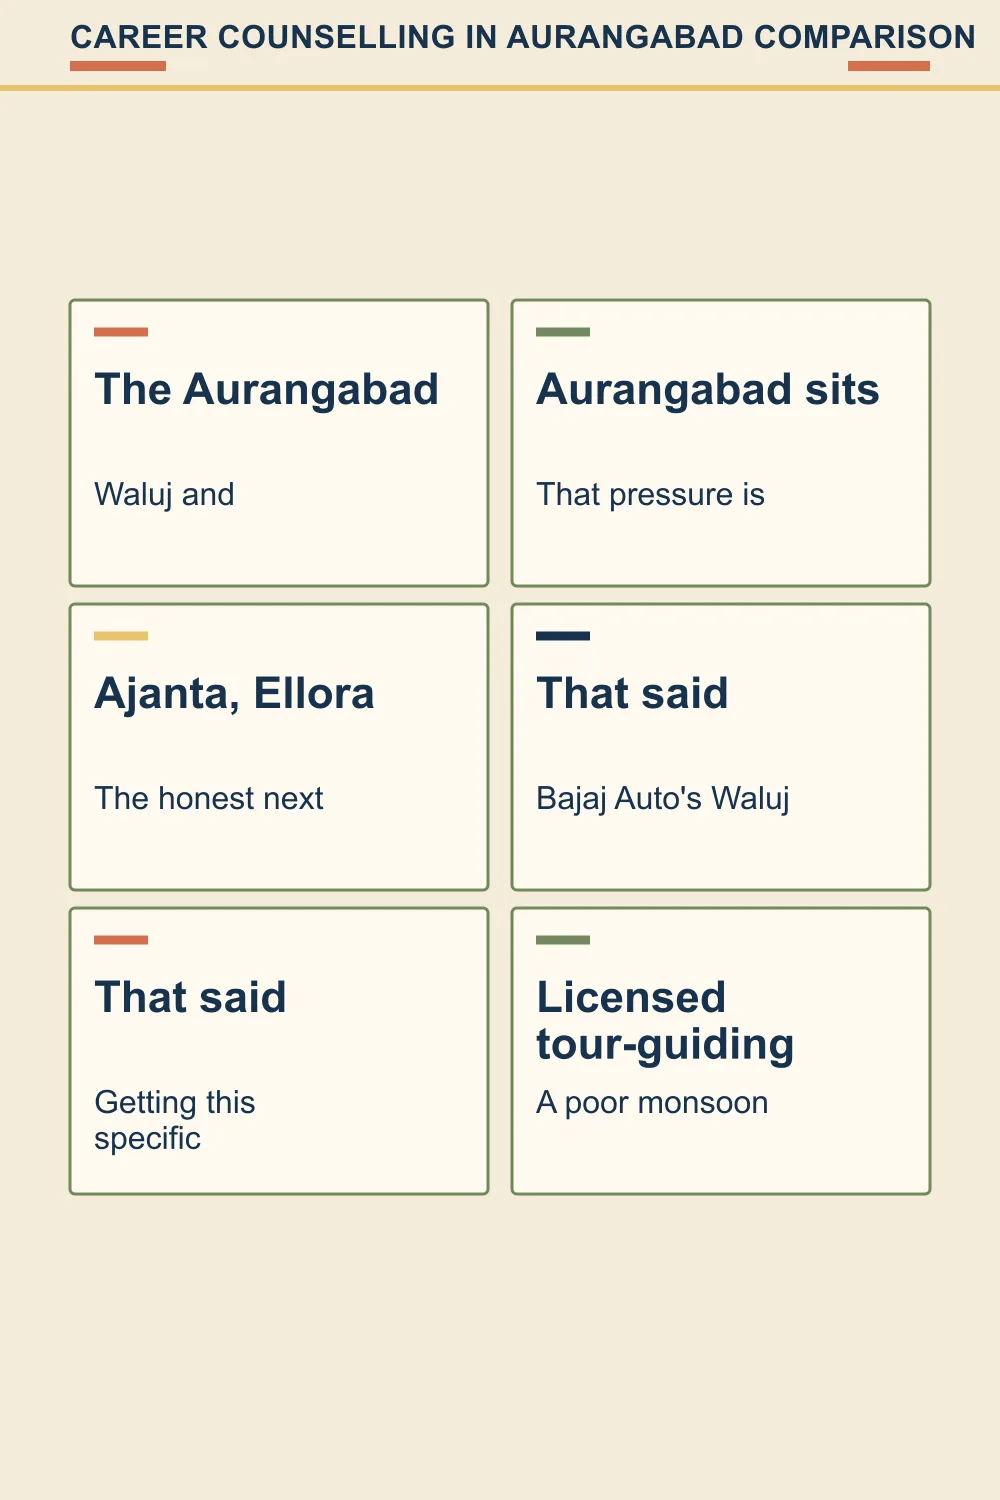 CAREER COUNSELLING IN AURANGABAD COMPARISON
The Aurangabad
Waluj and
Aurangabad sits
That pressure is
Ajanta, Ellora
The honest next
That said
Bajaj Auto's Waluj
That said
Getting this
specific
Licensed
tour-guiding
A poor monsoon